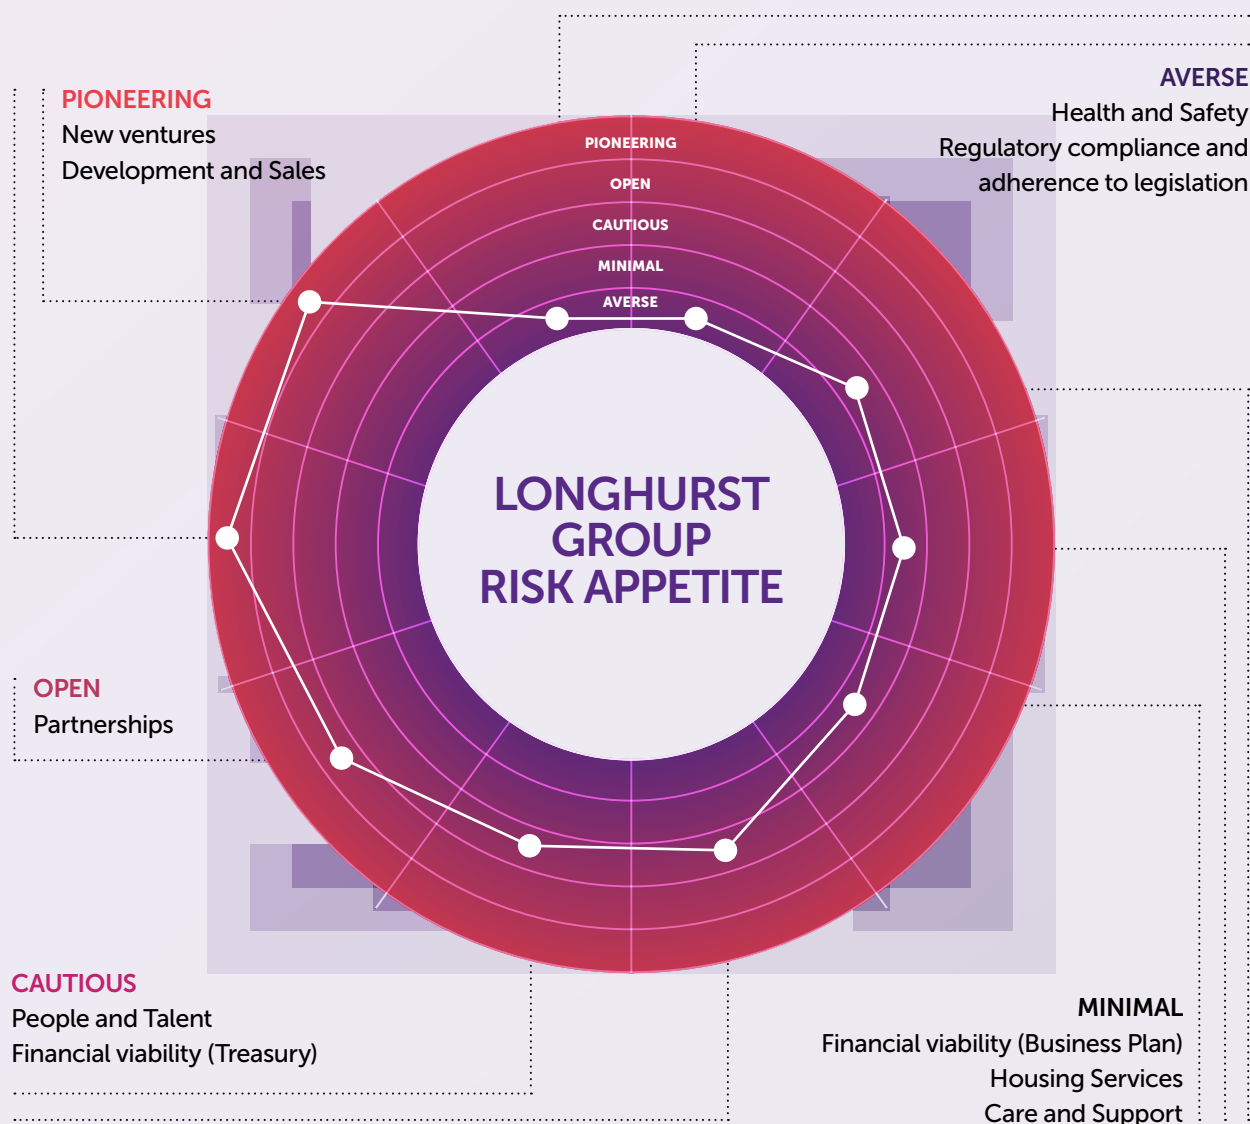 PIONEERING
New ventures
Development and Sales
AVERSE
Health and Safety
Regulatory compliance and
adherence to legislation
PIONEERING
OPEN
CAUTIOUS
MINIMAL
AVERSE
LONGHURST
GROUP
RISK APPETITE
OPEN
Partnerships
CAUTIOUS
People and Talent
Financial viability (Treasury)
MINIMAL
Financial viability (Business Plan)
Housing Services
Care and Support